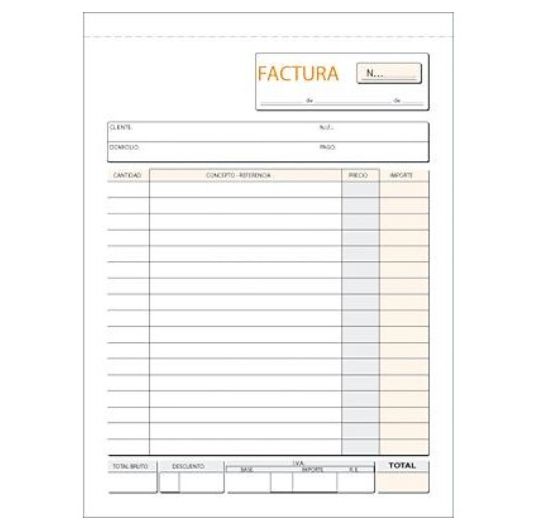 FACTURA
N...
de de
CLIENTE:
N.I.F.:
DOMICILIO:
PAGO:
CANTIDAD CONCEPTO - REFERENCIA PRECIO IMPORTE
TOTAL BRUTO DESCUENTO I.V.A. TOTAL
BASE IMPORTE R. E.